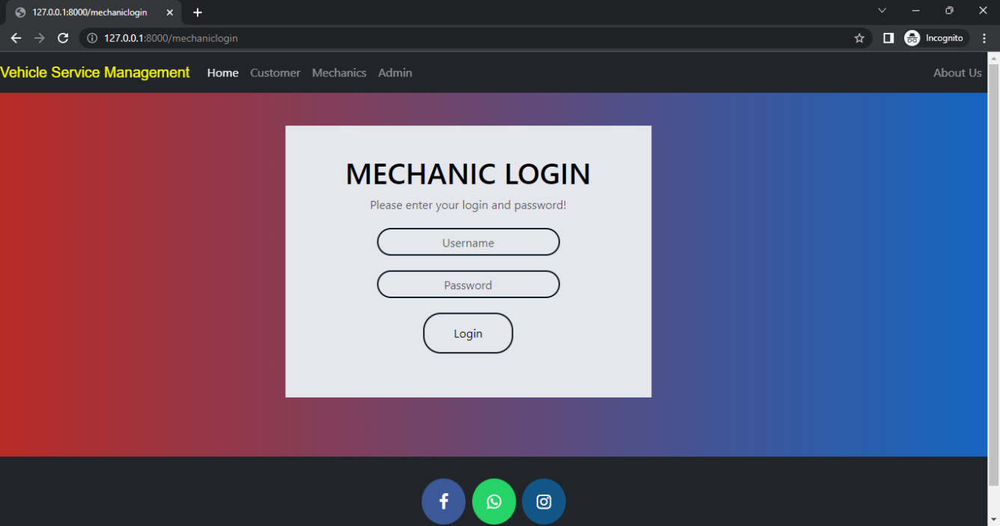 127.0.0.1:8000/mechaniclogin
127.0.0.1:8000/mechaniclogin
Incognito
Vehicle Service Management Home Customer Mechanics Admin About Us
MECHANIC LOGIN
Please enter your login and password!
Username
Password
Login